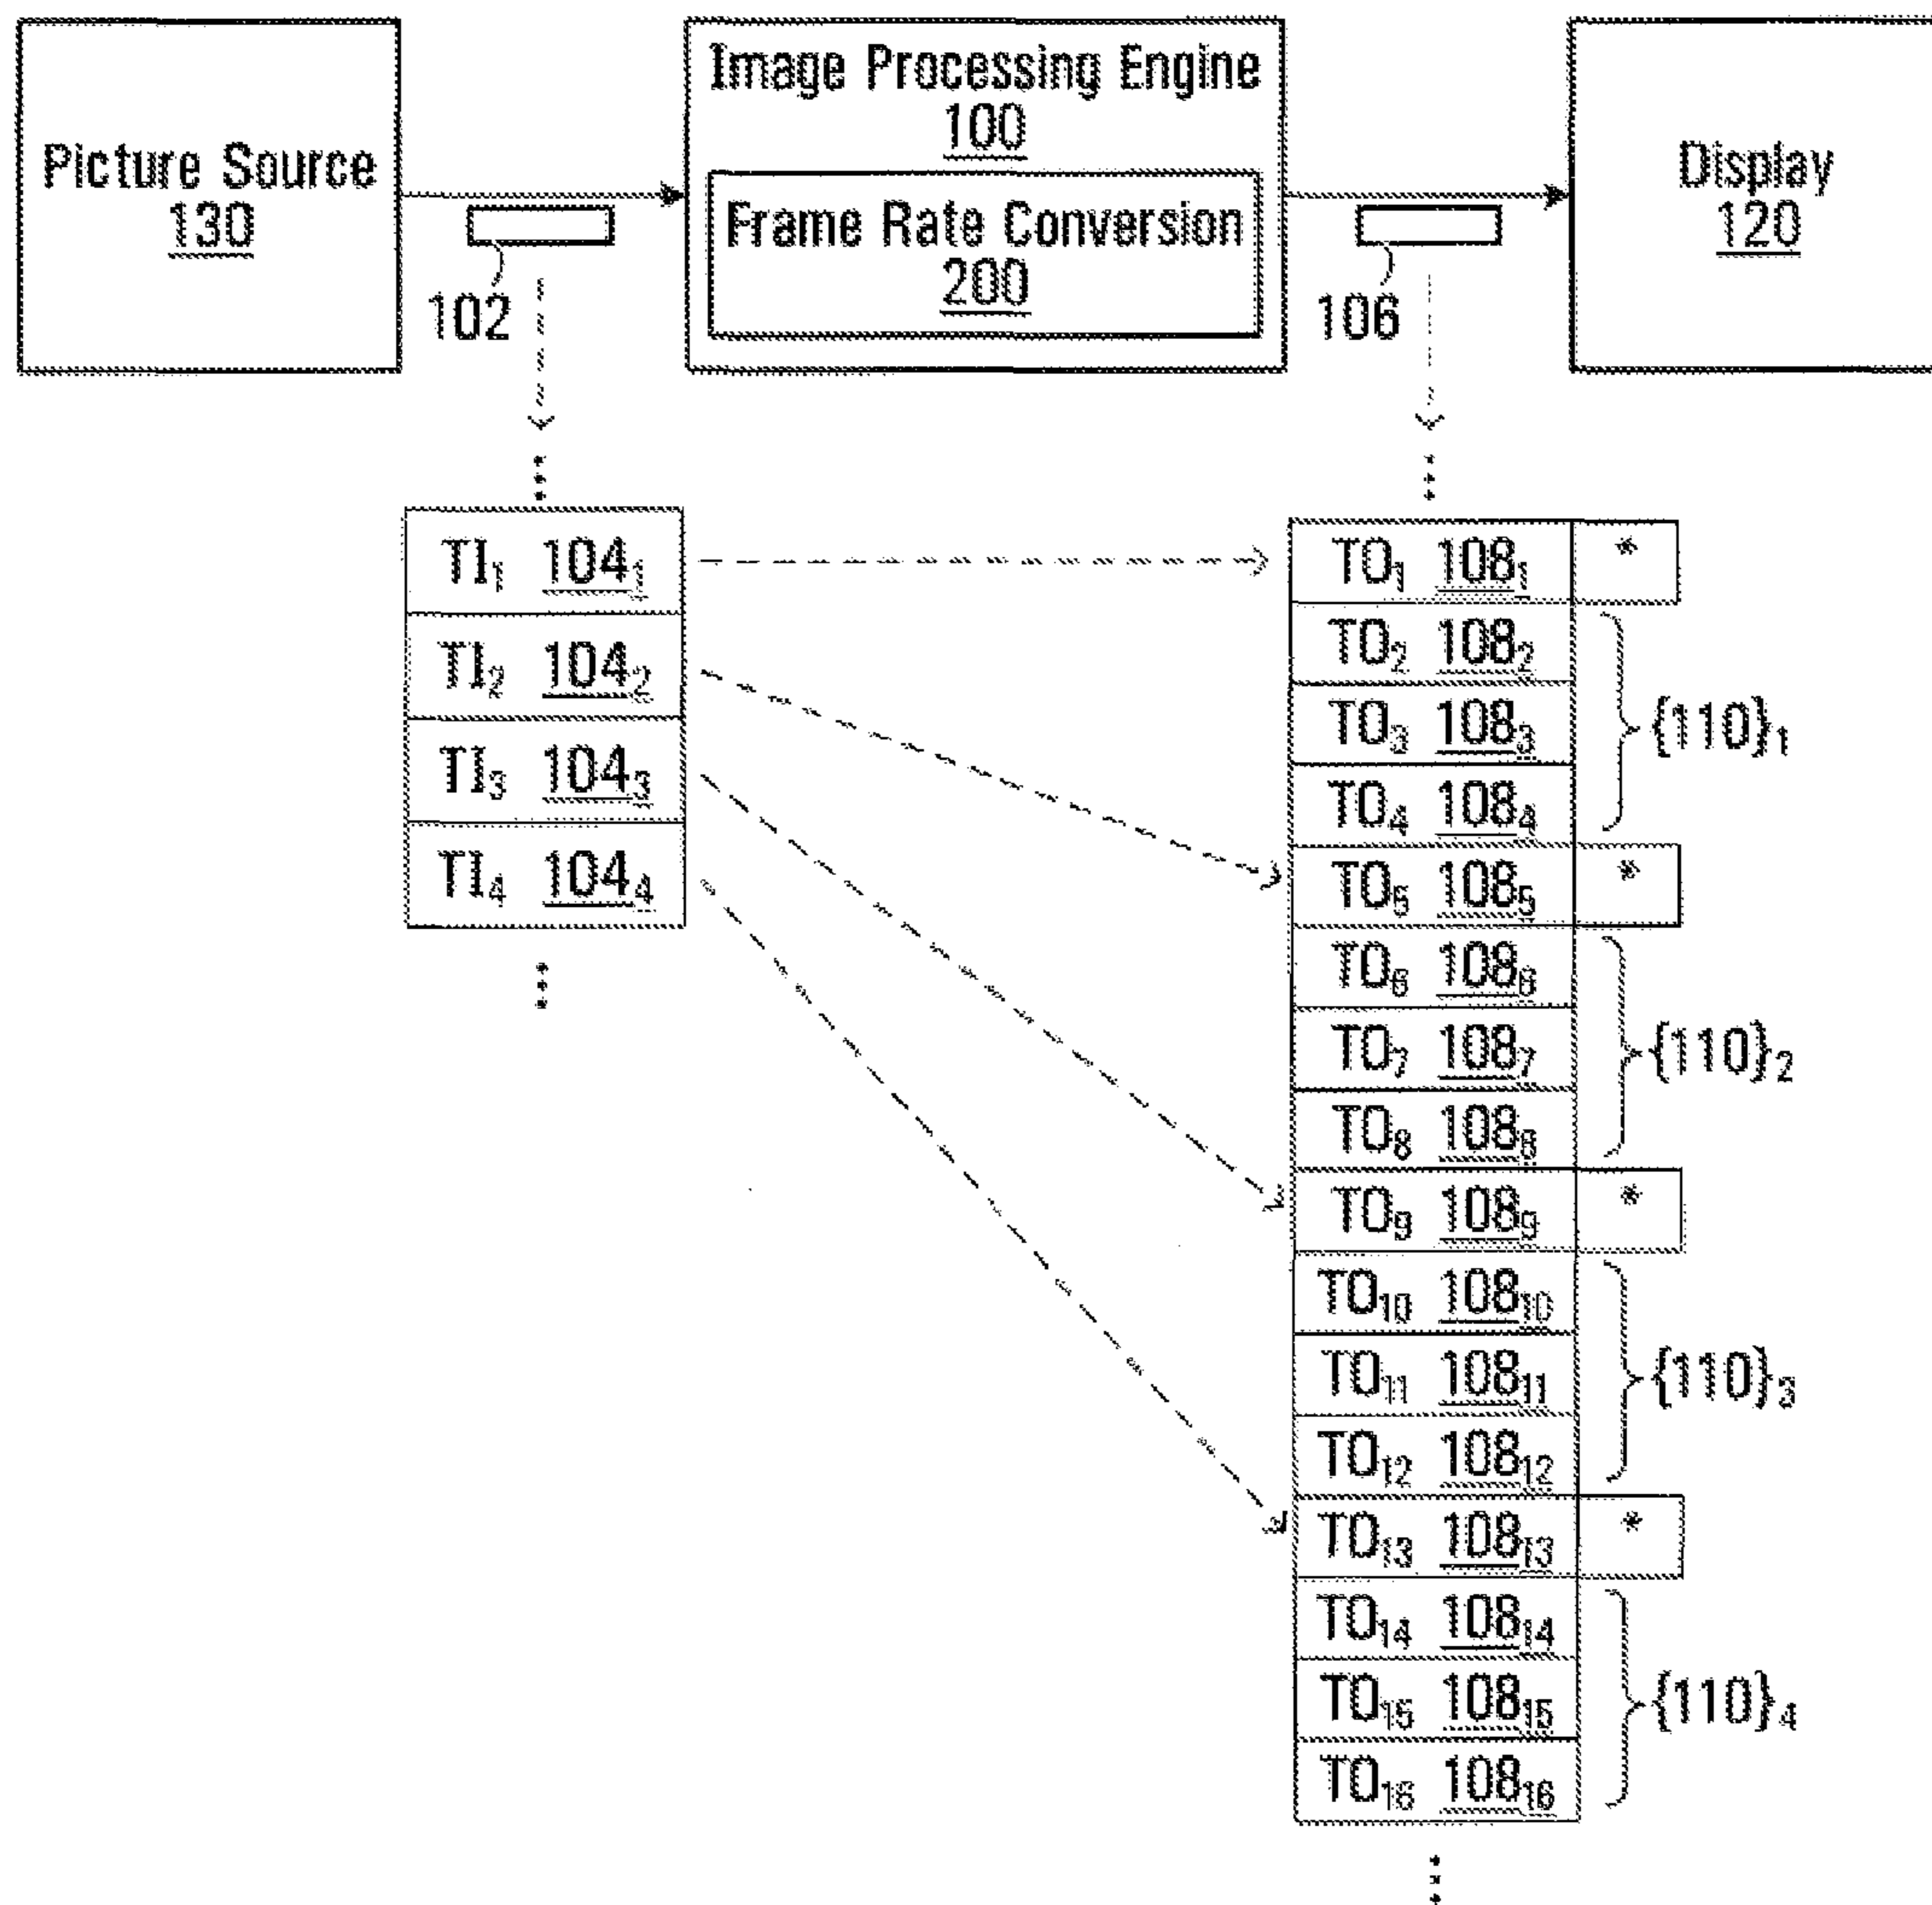 Picture Source
130
Image Processing Engine
100
Frame Rate Conversion
200
Display
120
102
106
TI₁ 104₁
TI₂ 104₂
TI₃ 104₃
TI₄ 104₄
TO₁ 108₁ *
TO₂ 108₂
TO₃ 108₃
TO₄ 108₄
{110}₁
TO₅ 108₅ *
TO₆ 108₆
TO₇ 108₇
TO₈ 108₈
{110}₂
TO₉ 108₉ *
TO₁₀ 108₁₀
TO₁₁ 108₁₁
TO₁₂ 108₁₂
{110}₃
TO₁₃ 108₁₃ *
TO₁₄ 108₁₄
TO₁₅ 108₁₅
TO₁₆ 108₁₆
{110}₄